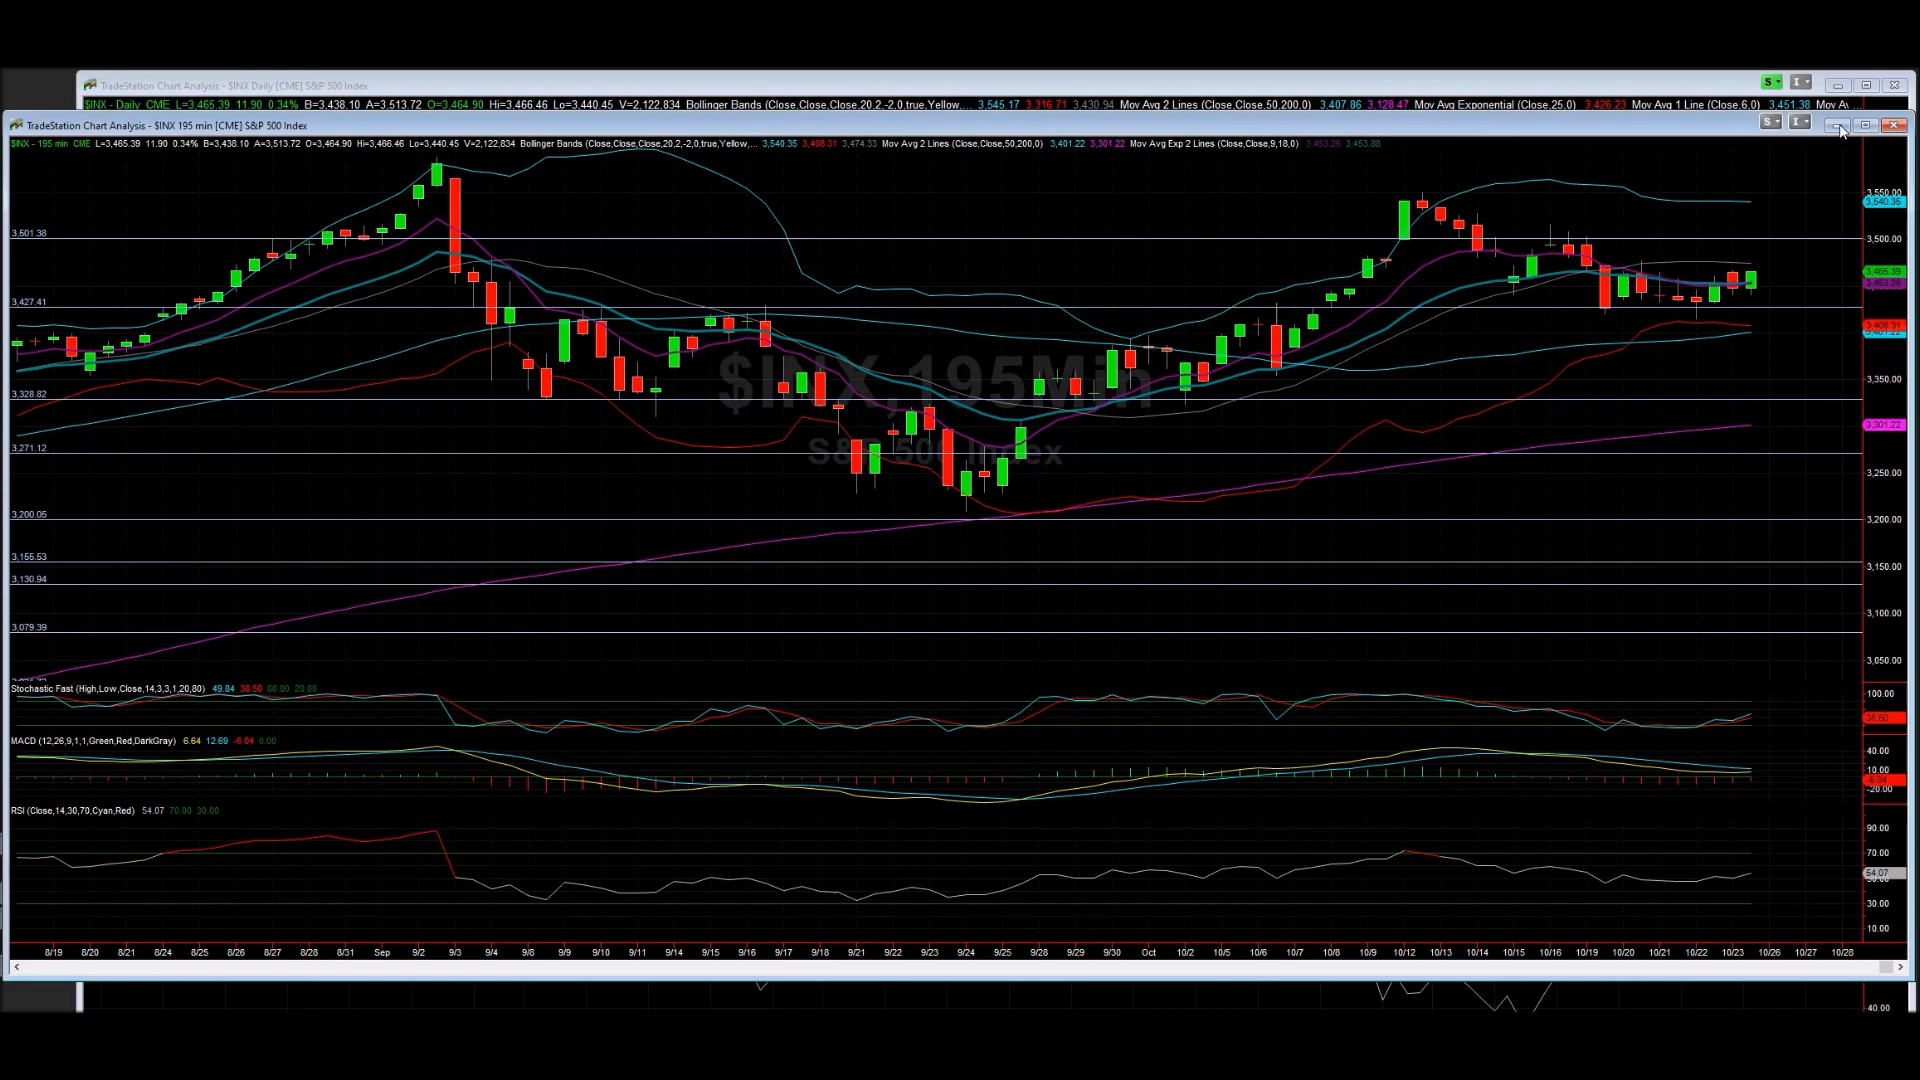 TradeStation Chart Analysis - $INX Daily [CME] S&P 500 Index
S I
$INX - Daily CME L=3,465.39 11.90 0.34% B=3,438.10 A=3,513.72 O=3,464.90 Hi=3,466.46 Lo=3,440.45 V=2,122,834 Bollinger Bands (Close,Close,Close,20,2,-2,0,true,Yellow,... 3,545.17 3,316.71 3,430.94 Mov Avg 2 Lines (Close,Close,50,200,0) 3,407.86 3,128.47 Mov Avg Exponential (Close,25,0) 3,426.23 Mov Avg 1 Line (Close,6,0) 3,451.38 Mov Av ...
TradeStation Chart Analysis - $INX 195 min [CME] S&P 500 Index
S I
$INX - 195 min CME L=3,465.39 11.90 0.34% B=3,438.10 A=3,513.72 O=3,464.90 Hi=3,466.46 Lo=3,440.45 V=2,122,834 Bollinger Bands (Close,Close,Close,20,2,-2,0,true,Yellow,... 3,540.35 3,408.31 3,474.33 Mov Avg 2 Lines (Close,Close,50,200,0) 3,401.22 3,301.22 Mov Avg Exp 2 Lines (Close,Close,9,18,0) 3,453.26 3,453.88
3,550.00
3,540.35
3,501.38
3,500.00
3,465.39
3,453.26
3,427.41
3,408.31
$INX,195Min
3,350.00
3,328.82
3,301.22
S&P 500 Index
3,271.12
3,250.00
3,200.05
3,200.00
3,155.53
3,150.00
3,130.94
3,100.00
3,079.39
3,050.00
Stochastic Fast (High,Low,Close,14,3,3,1,20,80) 49.84 38.50 80.00 20.00
100.00
38.50
MACD (12,26,9,1,1,Green,Red,DarkGray) 6.64 12.69 -6.04 0.00
40.00
10.00
-6.04
-20.00
RSI (Close,14,30,70,Cyan,Red) 54.07 70.00 30.00
90.00
70.00
54.07
30.00
10.00
8/19 8/20 8/21 8/24 8/25 8/26 8/27 8/28 8/31 Sep 9/2 9/3 9/4 9/8 9/9 9/10 9/11 9/14 9/15 9/16 9/17 9/18 9/21 9/22 9/23 9/24 9/25 9/28 9/29 9/30 Oct 10/2 10/5 10/6 10/7 10/8 10/9 10/12 10/13 10/14 10/15 10/16 10/19 10/20 10/21 10/22 10/23 10/26 10/27 10/28
40.00